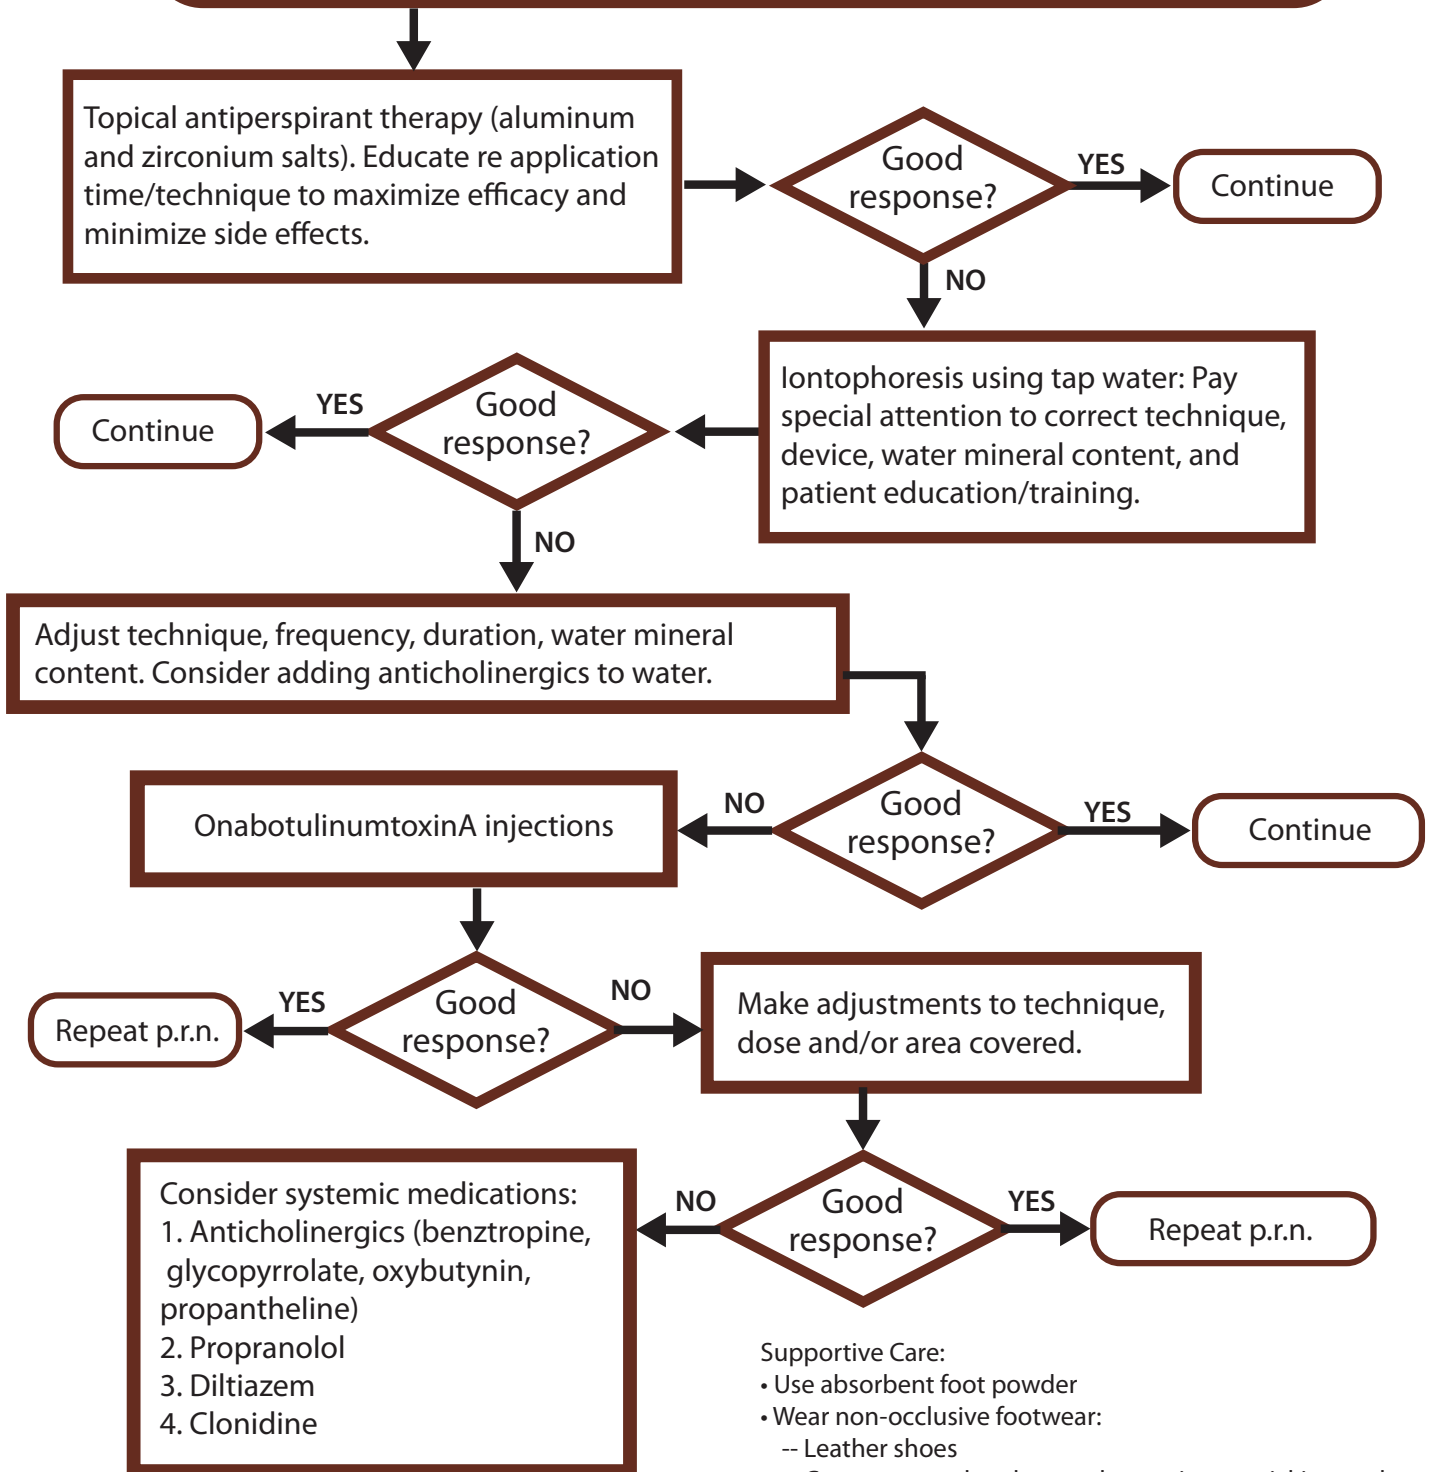 Topical antiperspirant therapy (aluminum
and zirconium salts). Educate re application
time/technique to maximize efficacy and
minimize side effects.
Good
response?
YES
Continue
NO
Iontophoresis using tap water: Pay
special attention to correct technique,
device, water mineral content, and
patient education/training.
Good
response?
YES
Continue
NO
Adjust technique, frequency, duration, water mineral
content. Consider adding anticholinergics to water.
Good
response?
YES
Continue
NO
OnabotulinumtoxinA injections
Good
response?
YES
Repeat p.r.n.
NO
Make adjustments to technique,
dose and/or area covered.
Good
response?
YES
Repeat p.r.n.
NO
Consider systemic medications:
1. Anticholinergics (benztropine,
glycopyrrolate, oxybutynin,
propantheline)
2. Propranolol
3. Diltiazem
4. Clonidine
Supportive Care:
• Use absorbent foot powder
• Wear non-occlusive footwear:
-- Leather shoes